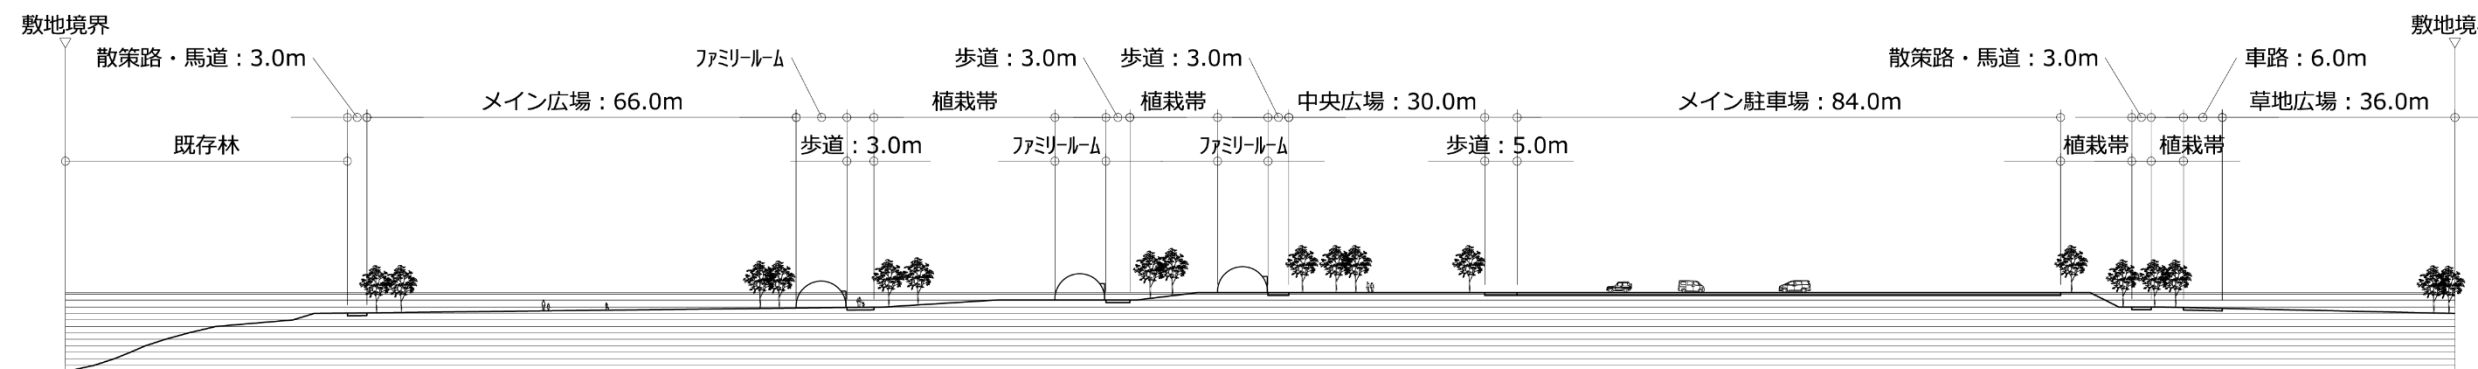 敷地境界
敷地境
散策路・馬道：3.0m
ﾌｧﾐﾘｰﾙｰﾑ
歩道：3.0m
歩道：3.0m
散策路・馬道：3.0m
車路：6.0m
メイン広場：66.0m
植栽帯
植栽帯
中央広場：30.0m
メイン駐車場：84.0m
草地広場：36.0m
既存林
歩道：3.0m
ﾌｧﾐﾘｰﾙｰﾑ
ﾌｧﾐﾘｰﾙｰﾑ
歩道：5.0m
植栽帯
植栽帯